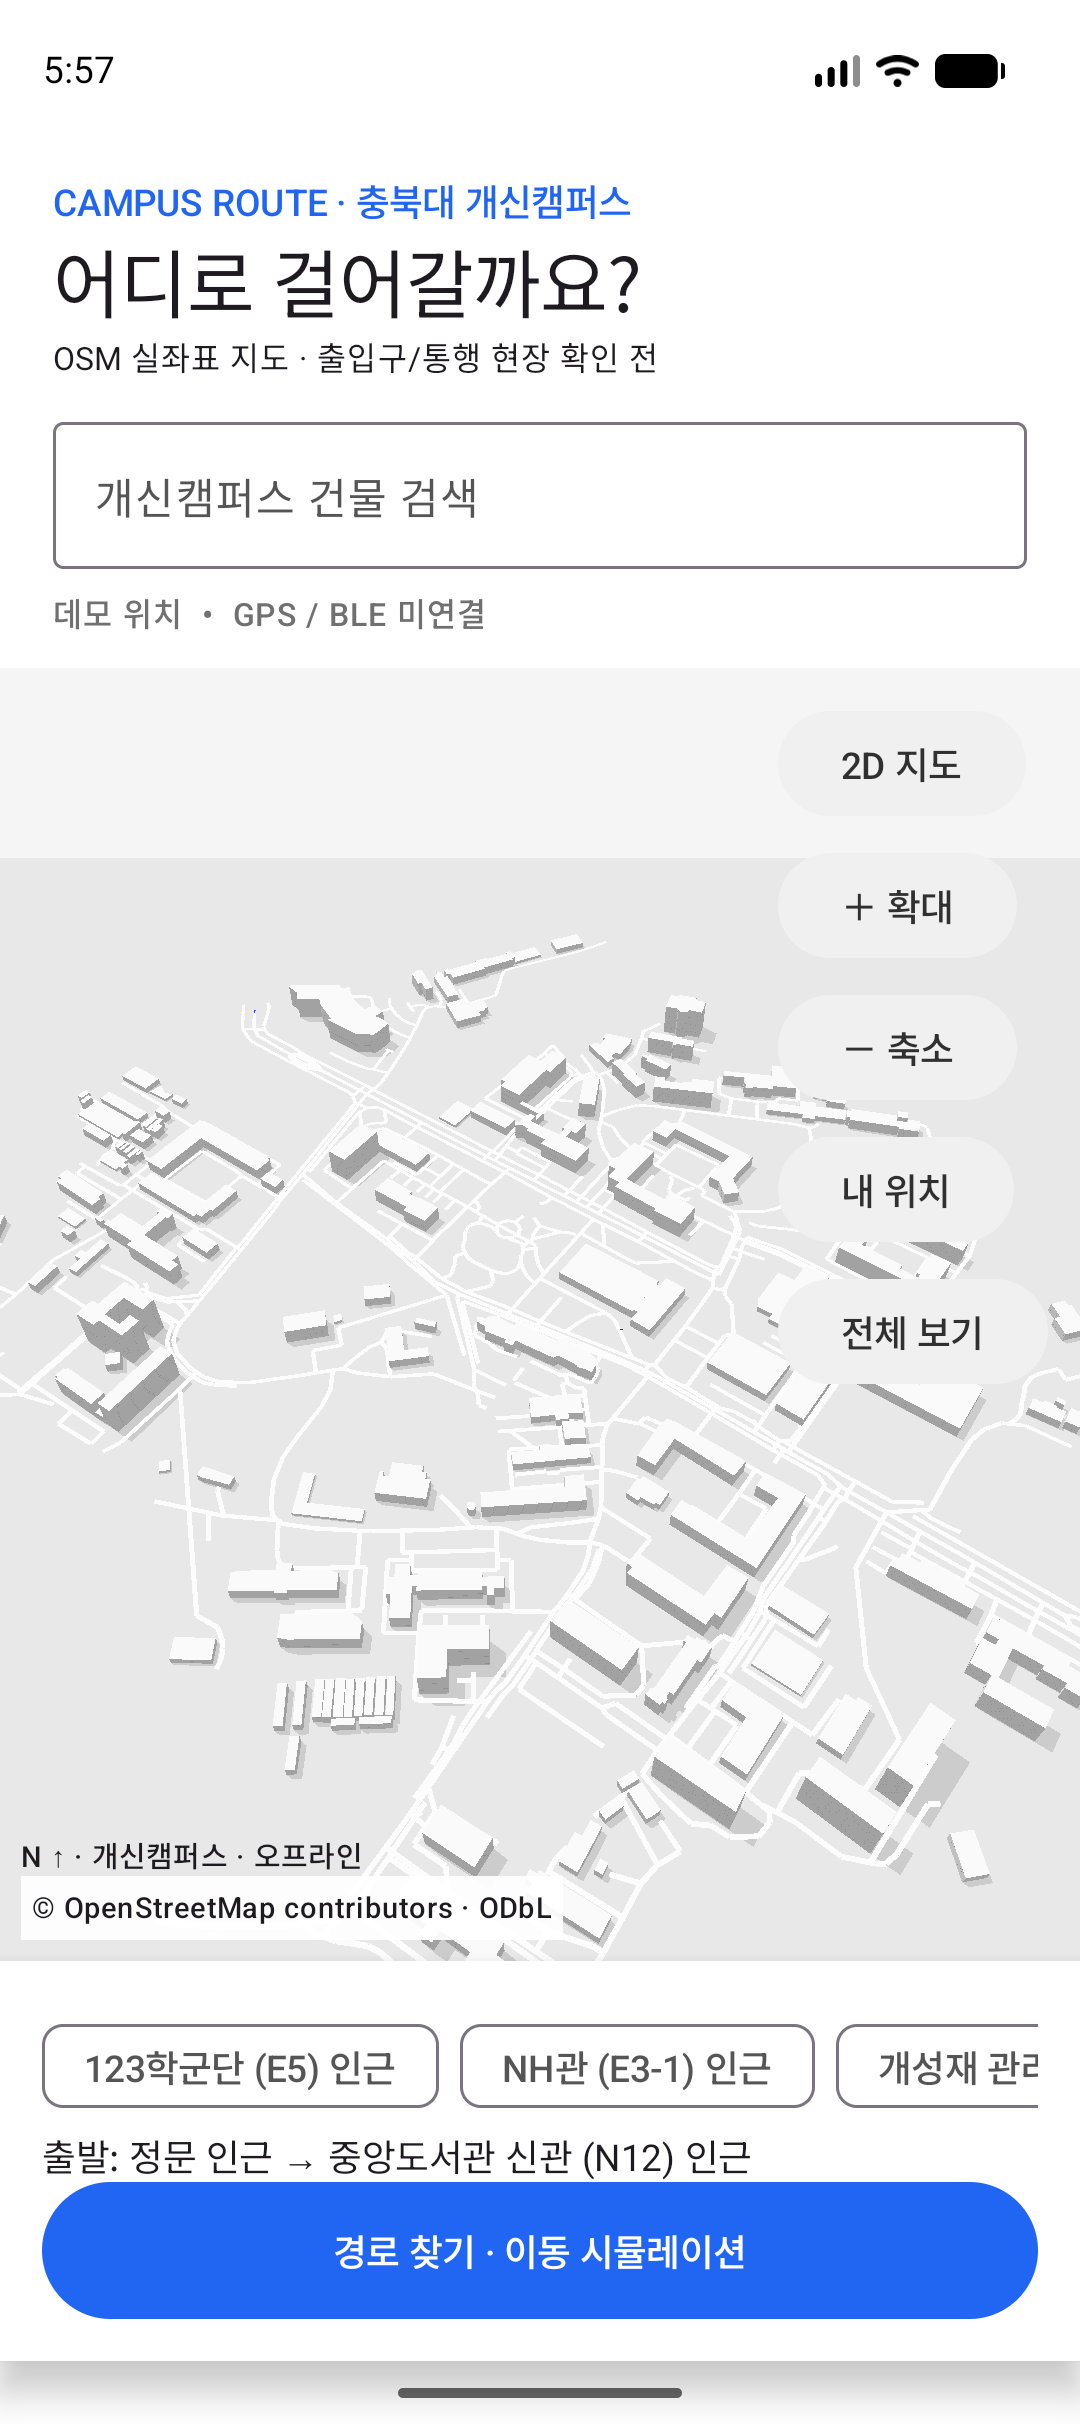 5:57
CAMPUS ROUTE · 충북대 개신캠퍼스
어디로 걸어갈까요?
OSM 실좌표 지도 · 출입구/통행 현장 확인 전
개신캠퍼스 건물 검색
데모 위치 • GPS / BLE 미연결
2D 지도
+ 확대
− 축소
내 위치
전체 보기
N ↑ · 개신캠퍼스 · 오프라인
© OpenStreetMap contributors · ODbL
123학군단 (E5) 인근
NH관 (E3-1) 인근
개성재 관리
출발: 정문 인근 → 중앙도서관 신관 (N12) 인근
경로 찾기 · 이동 시뮬레이션